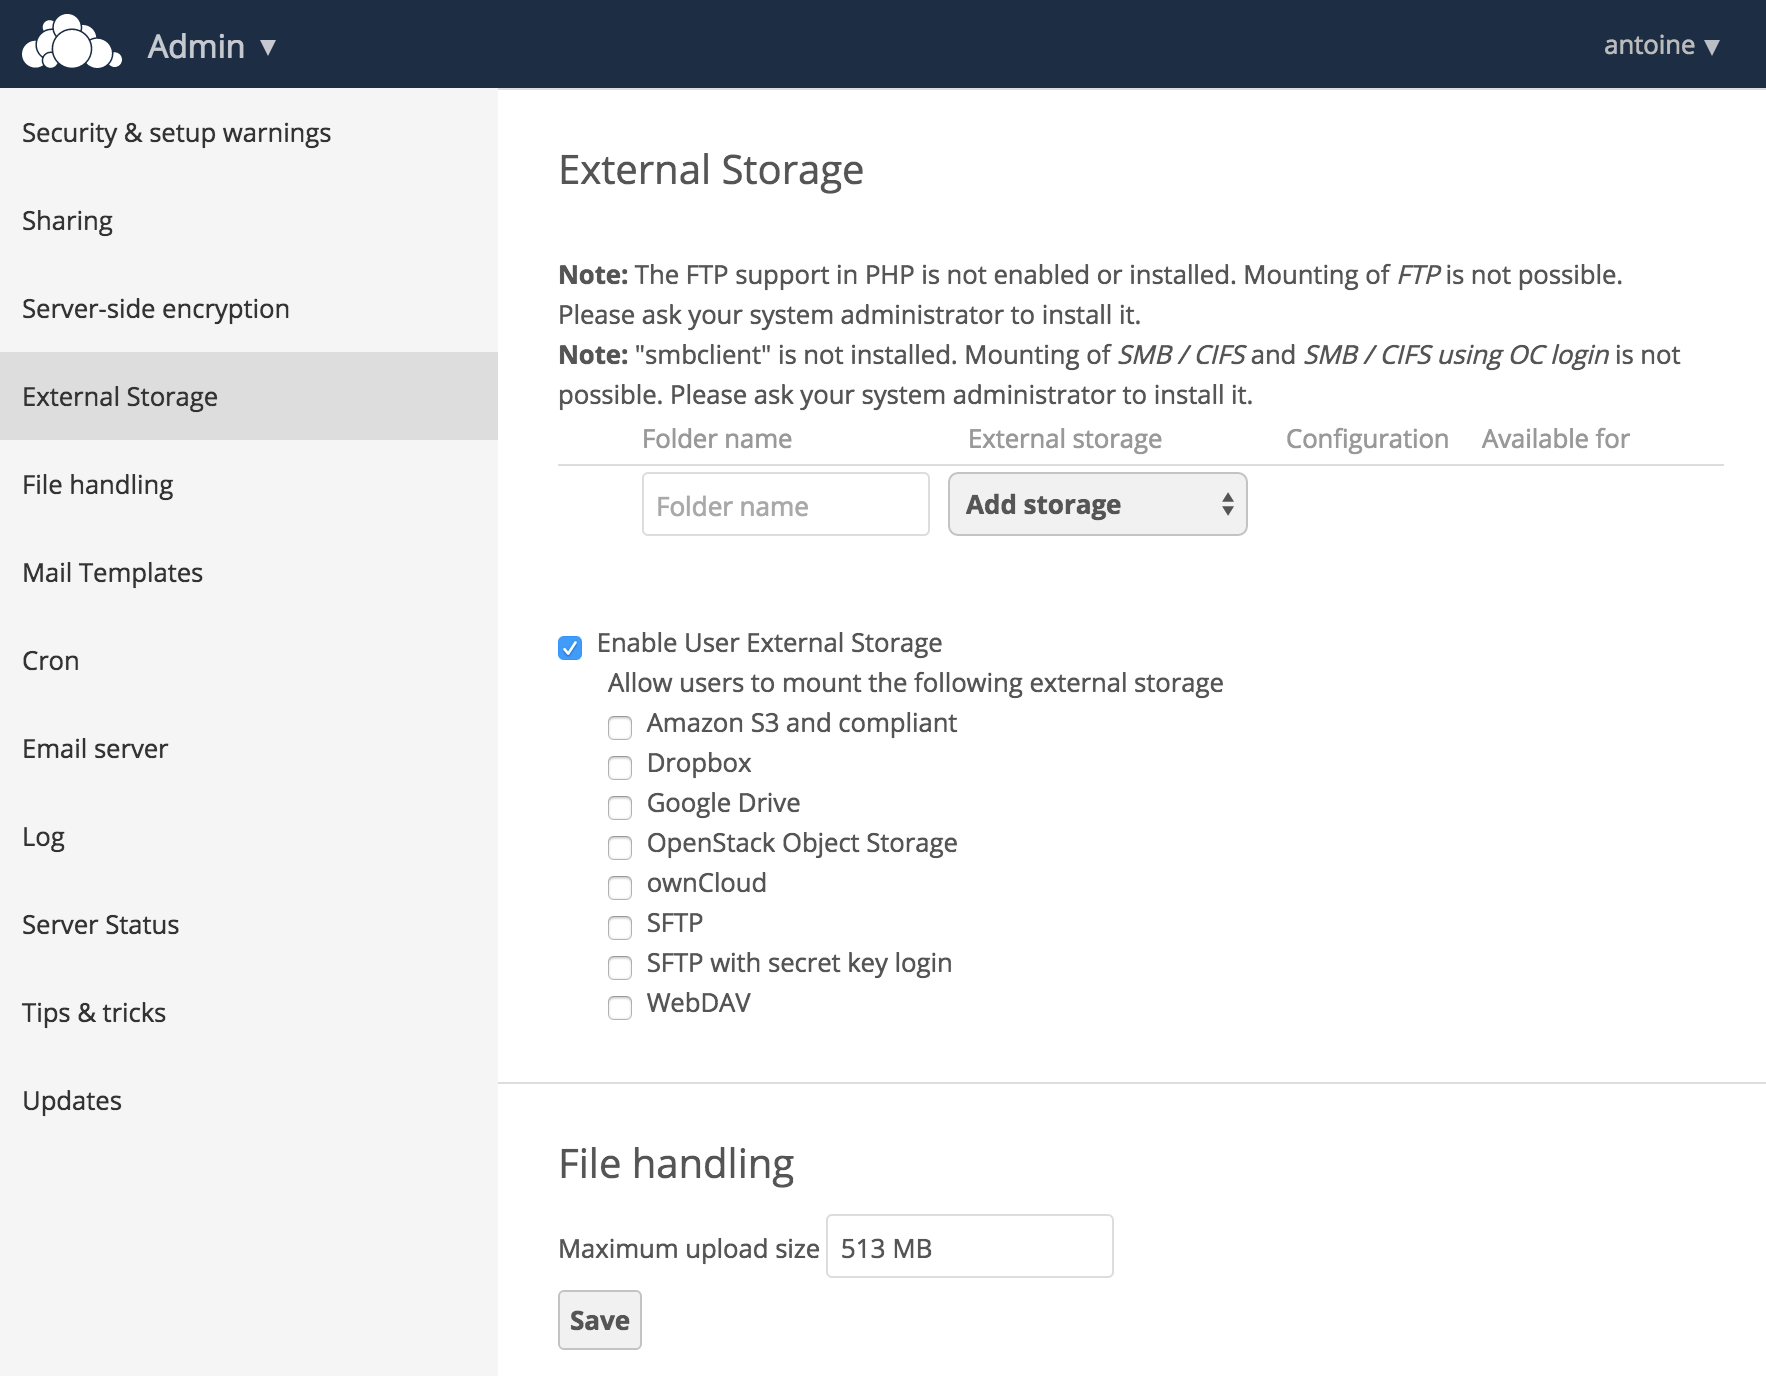 Admin ▼
antoine ▼
Security & setup warnings
Sharing
Server-side encryption
External Storage
File handling
Mail Templates
Cron
Email server
Log
Server Status
Tips & tricks
Updates
External Storage
Note: The FTP support in PHP is not enabled or installed. Mounting of FTP is not possible.
Please ask your system administrator to install it.
Note: "smbclient" is not installed. Mounting of SMB / CIFS and SMB / CIFS using OC login is not
possible. Please ask your system administrator to install it.
Folder name External storage Configuration Available for
Folder name Add storage
Enable User External Storage
Allow users to mount the following external storage
Amazon S3 and compliant
Dropbox
Google Drive
OpenStack Object Storage
ownCloud
SFTP
SFTP with secret key login
WebDAV
File handling
Maximum upload size 513 MB
Save